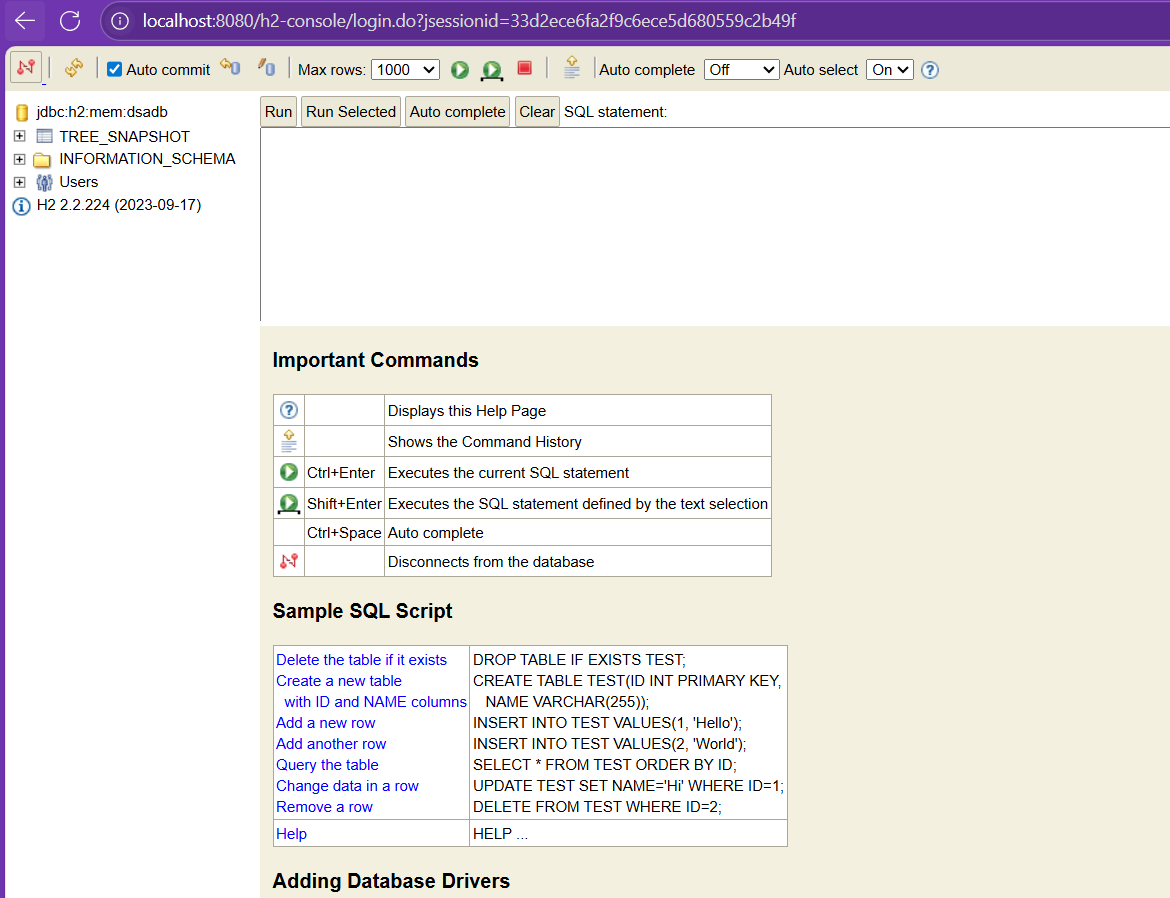 localhost:8080/h2-console/login.do?jsessionid=33d2ece6fa2f9c6ece5d680559c2b49f
Auto commit Max rows: 1000 Auto complete Off Auto select On
jdbc:h2:mem:dsadb
TREE_SNAPSHOT
INFORMATION_SCHEMA
Users
H2 2.2.224 (2023-09-17)
Run Run Selected Auto complete Clear SQL statement:
Important Commands
Displays this Help Page
Shows the Command History
Ctrl+Enter Executes the current SQL statement
Shift+Enter Executes the SQL statement defined by the text selection
Ctrl+Space Auto complete
Disconnects from the database
Sample SQL Script
Delete the table if it exists DROP TABLE IF EXISTS TEST;
Create a new table CREATE TABLE TEST(ID INT PRIMARY KEY,
with ID and NAME columns NAME VARCHAR(255));
Add a new row INSERT INTO TEST VALUES(1, 'Hello');
Add another row INSERT INTO TEST VALUES(2, 'World');
Query the table SELECT * FROM TEST ORDER BY ID;
Change data in a row UPDATE TEST SET NAME='Hi' WHERE ID=1;
Remove a row DELETE FROM TEST WHERE ID=2;
Help HELP ...
Adding Database Drivers